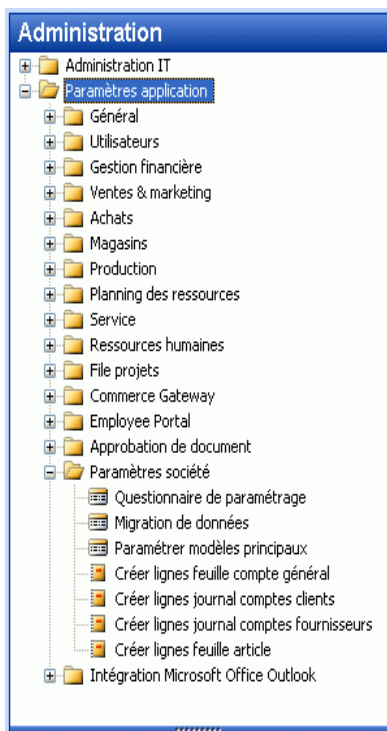 Administration
Administration IT
Paramètres application
Général
Utilisateurs
Gestion financière
Ventes & marketing
Achats
Magasins
Production
Planning des ressources
Service
Ressources humaines
File projets
Commerce Gateway
Employee Portal
Approbation de document
Paramètres société
Questionnaire de paramétrage
Migration de données
Paramétrer modèles principaux
Créer lignes feuille compte général
Créer lignes journal comptes clients
Créer lignes journal comptes fournisseurs
Créer lignes feuille article
Intégration Microsoft Office Outlook